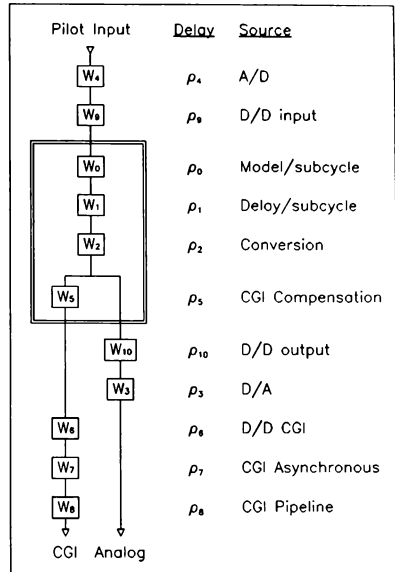 Pilot Input Delay Source
W₄ ρ₄ A/D
W₉ ρ₉ D/D input
W₀ ρ₀ Model/subcycle
W₁ ρ₁ Delay/subcycle
W₂ ρ₂ Conversion
W₅ ρ₅ CGI Compensation
W₁₀ ρ₁₀ D/D output
W₃ ρ₃ D/A
W₆ ρ₆ D/D CGI
W₇ ρ₇ CGI Asynchronous
W₈ ρ₈ CGI Pipeline
CGI Analog